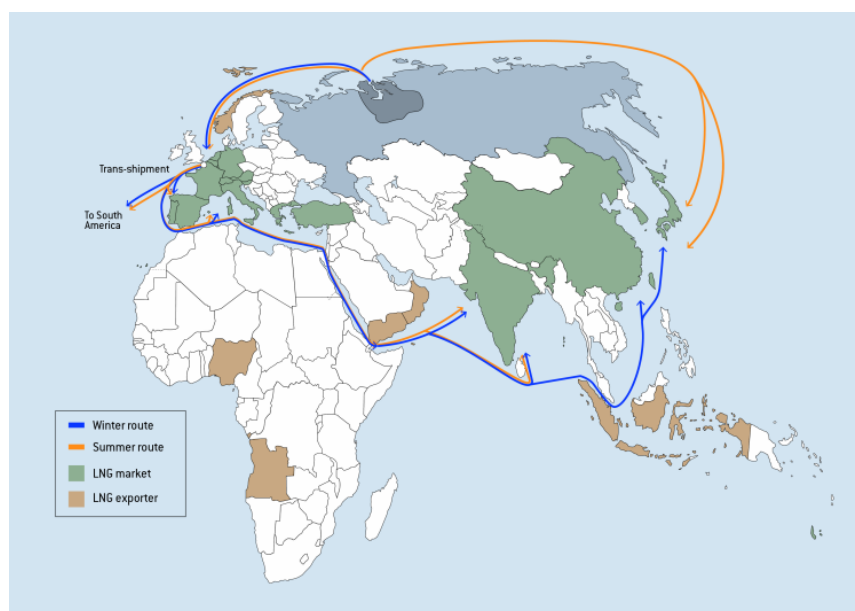 Trans-shipment
To South
America
Winter route
Summer route
LNG market
LNG exporter